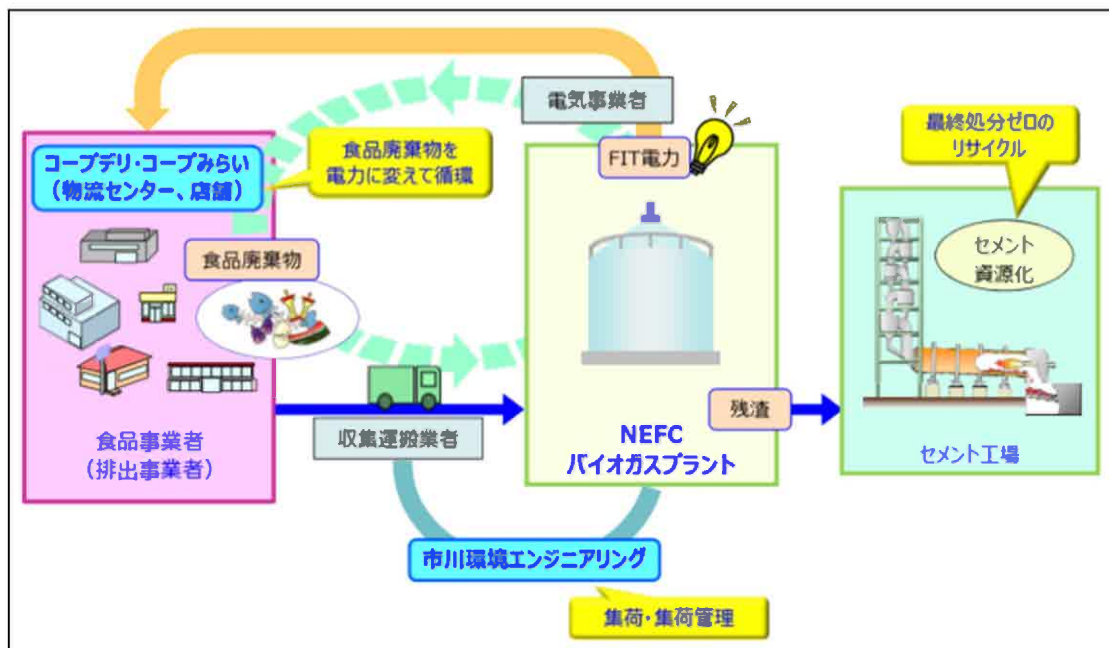 電気事業者
最終処分ゼロの
リサイクル
コープデリ・コープみらい
（物流センター、店舗）
食品廃棄物を
電力に変えて循環
FIT電力
食品廃棄物
セメント
資源化
残渣
収集運搬業者
食品事業者
（排出事業者）
NEFC
バイオガスプラント
セメント工場
市川環境エンジニアリング
集荷・集荷管理